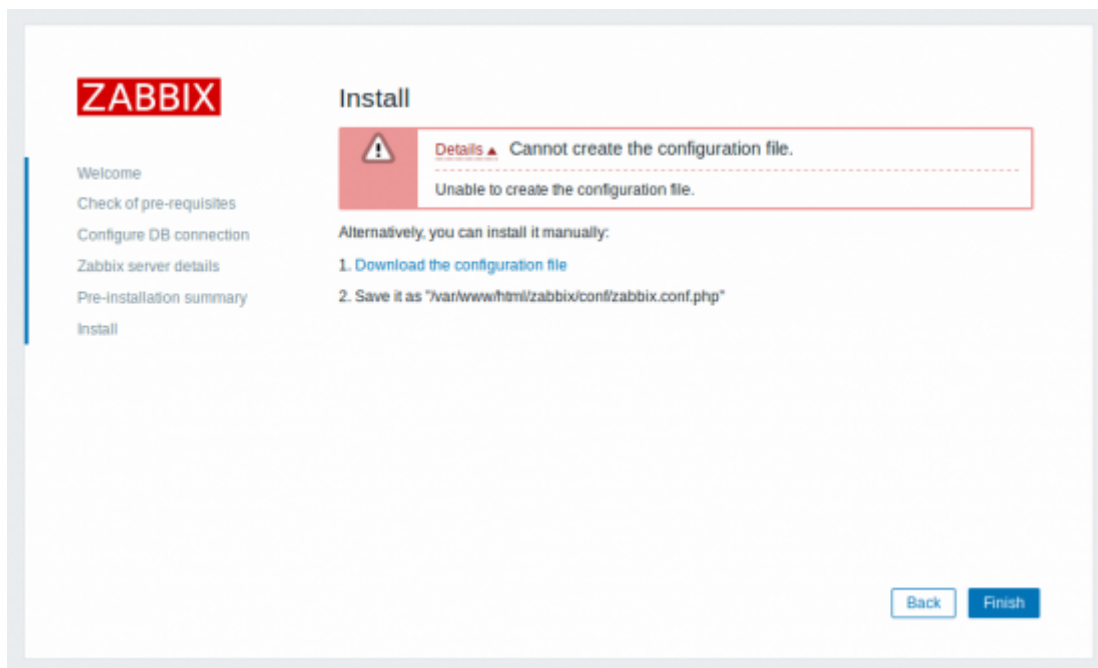 ZABBIX
Welcome
Check of pre-requisites
Configure DB connection
Zabbix server details
Pre-installation summary
Install
Install
Details Cannot create the configuration file.
Unable to create the configuration file.
Alternatively, you can install it manually:
1. Download the configuration file
2. Save it as "/var/www/html/zabbix/conf/zabbix.conf.php"
Back Finish